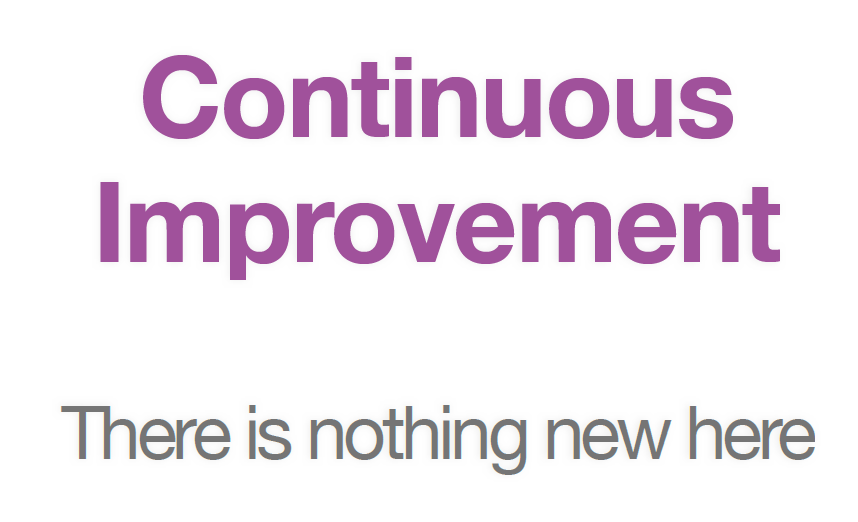 Continuous
Improvement
There is nothing new here